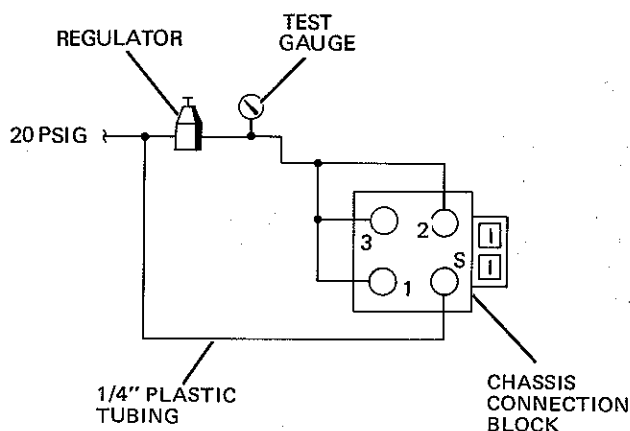 TEST
GAUGE
REGULATOR
20 PSIG
3
2
S
1
I
I
1/4" PLASTIC
TUBING
CHASSIS
CONNECTION
BLOCK